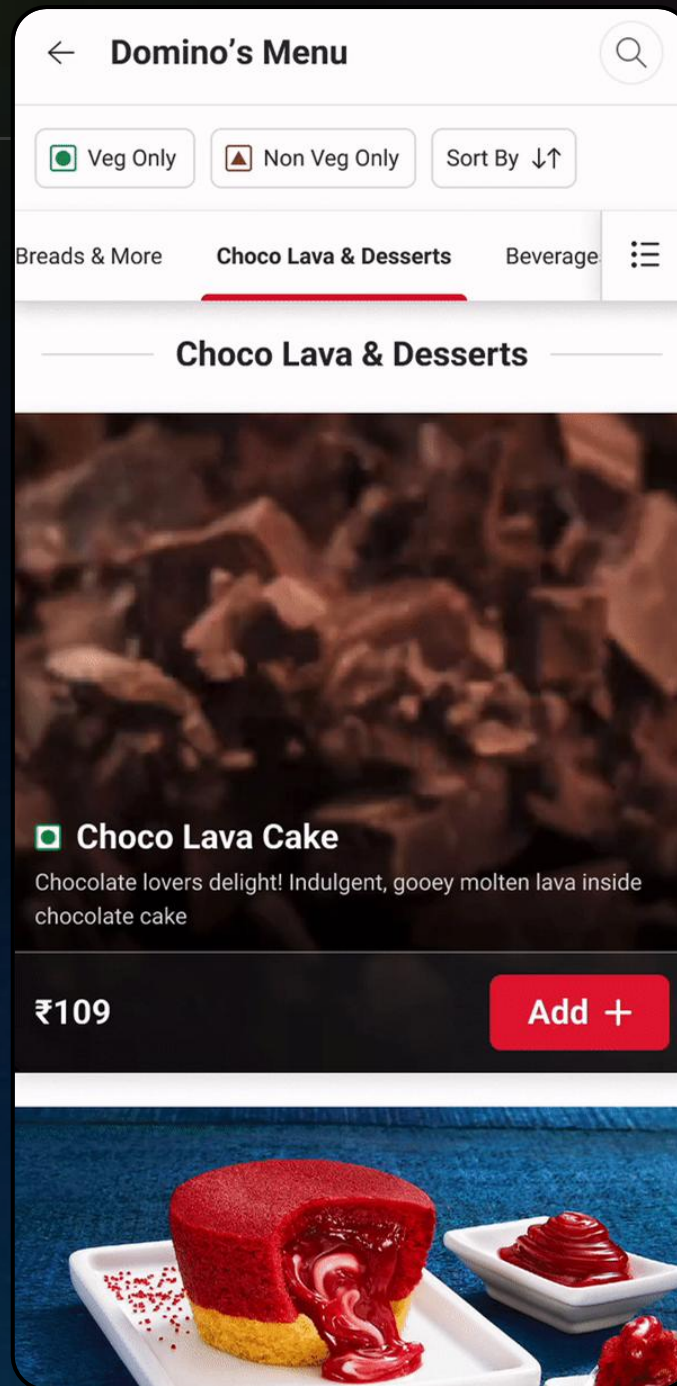 Domino's Menu
Veg Only
Non Veg Only
Sort By
Breads & More
Choco Lava & Desserts
Beverage
Choco Lava & Desserts
Choco Lava Cake
Chocolate lovers delight! Indulgent, gooey molten lava inside
chocolate cake
₹109
Add +